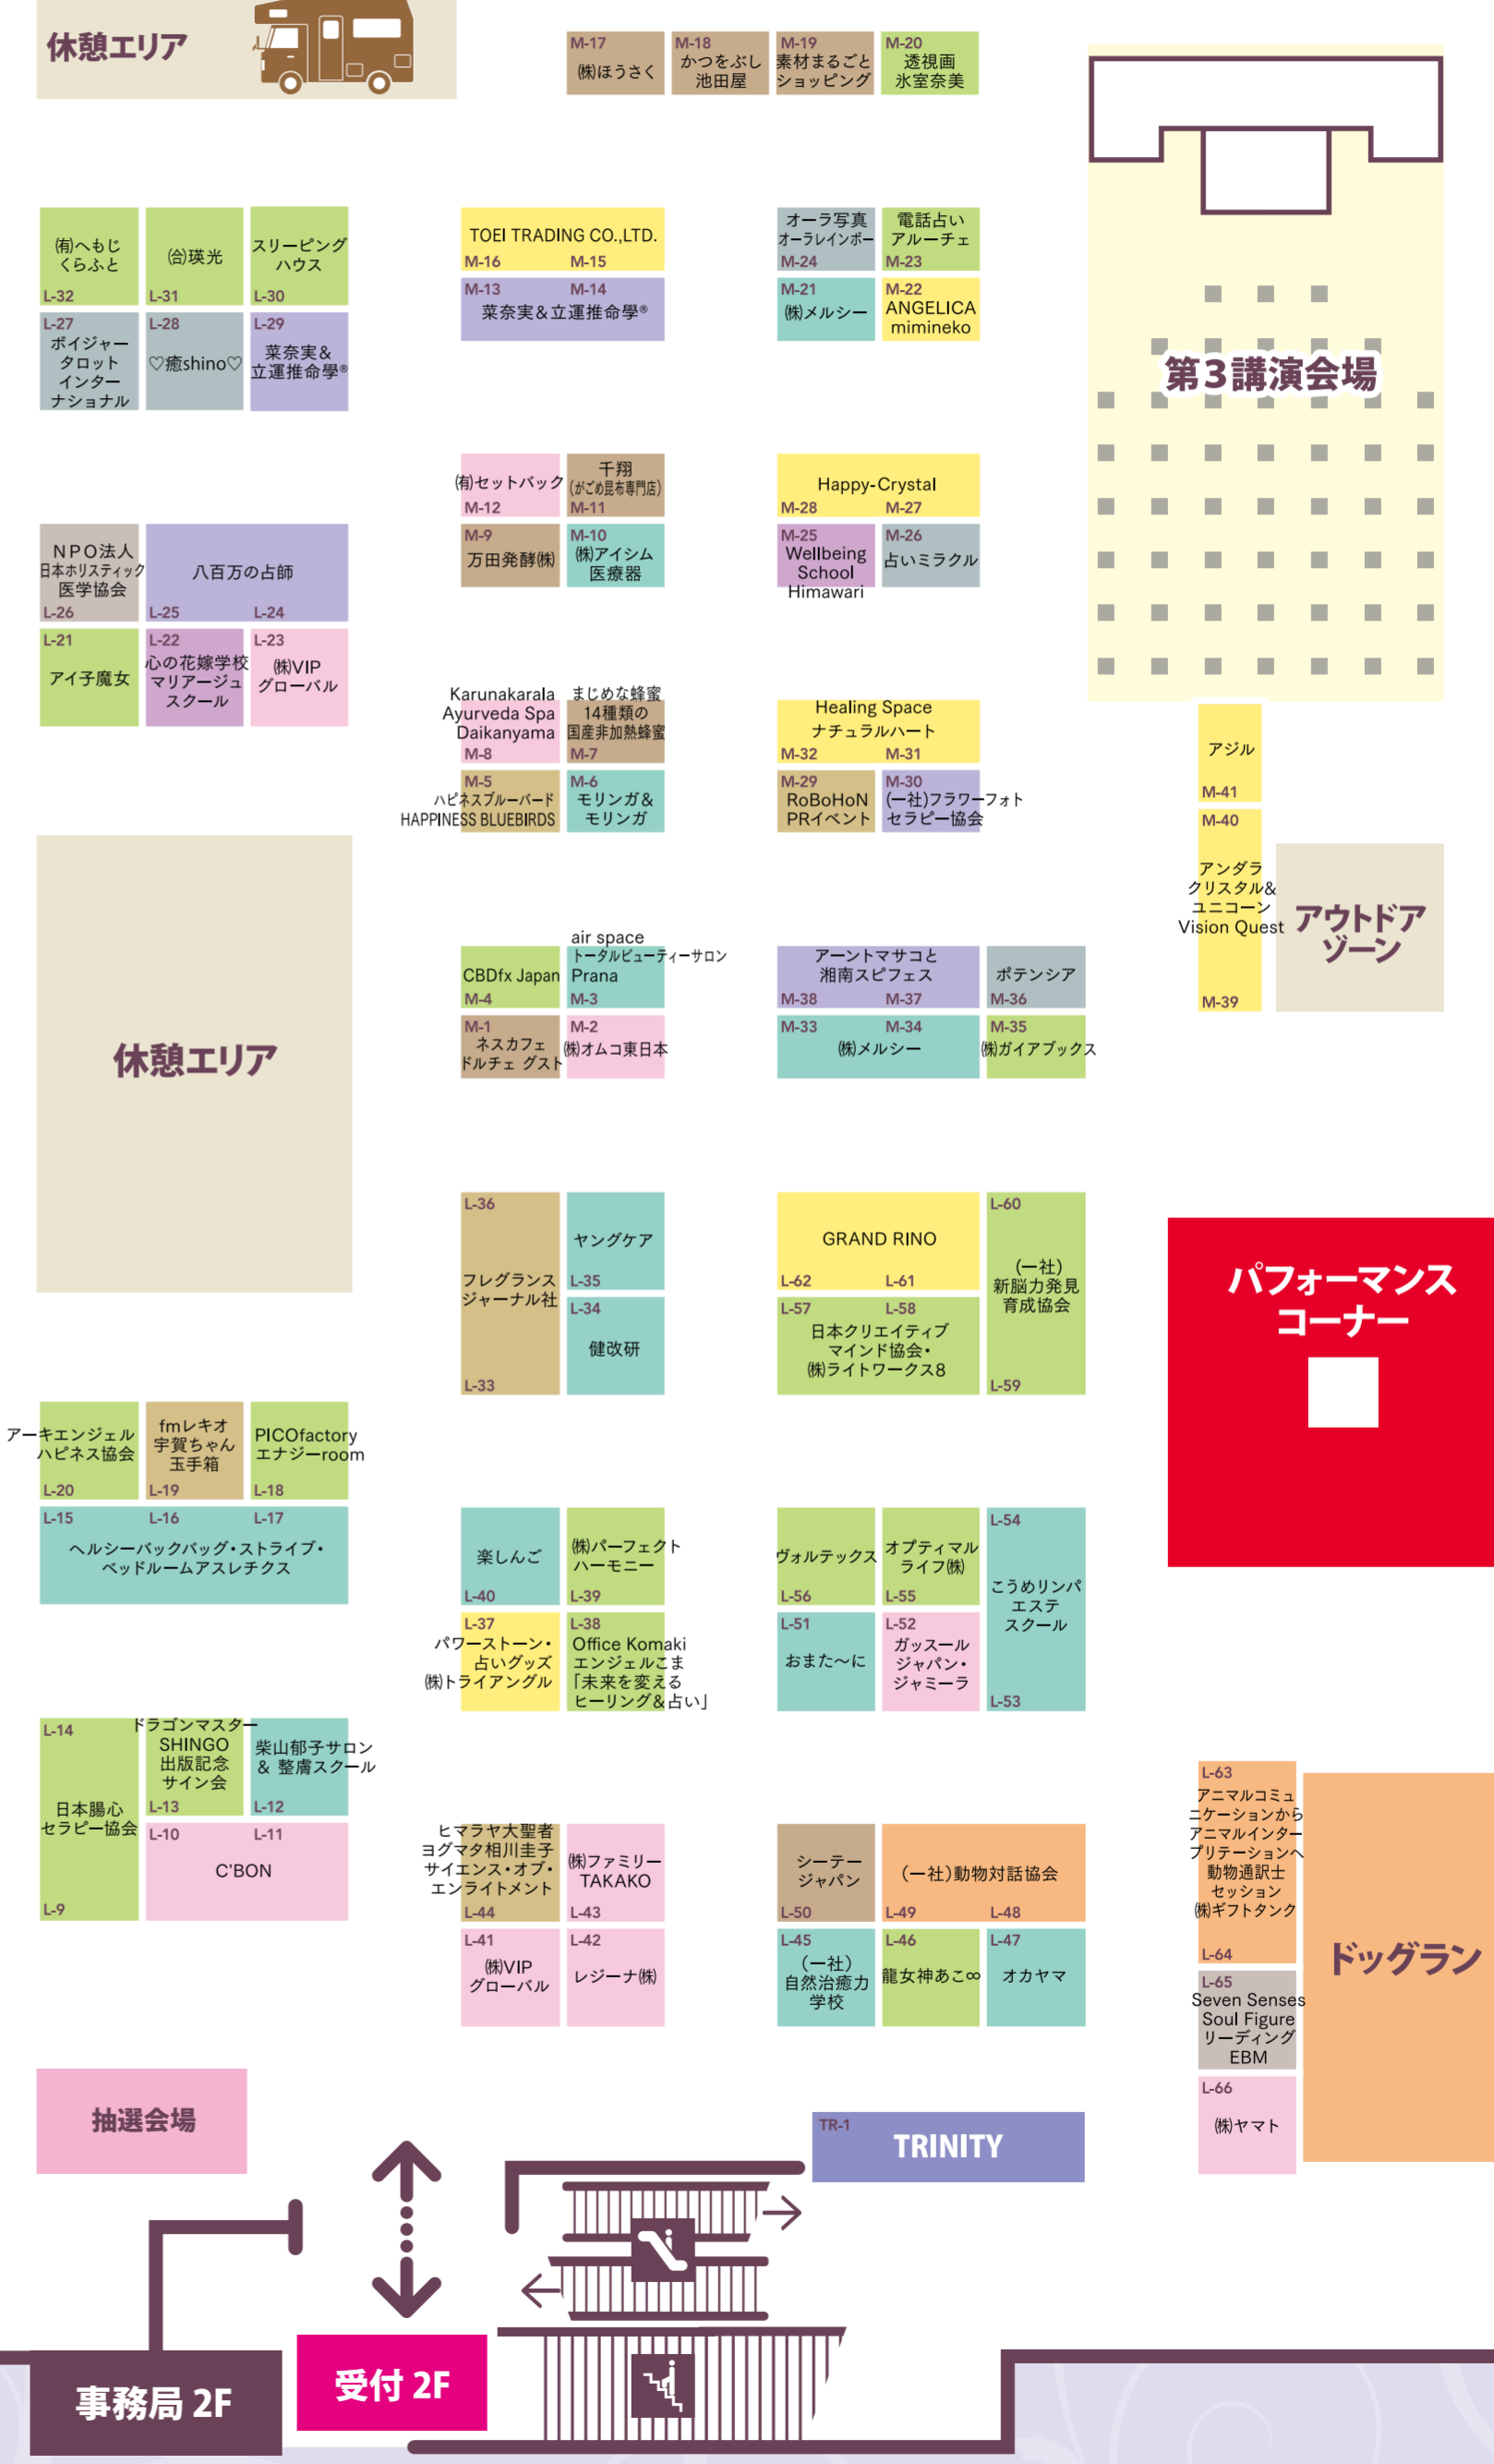 休憩エリア
M-17
㈱ほうさく
M-18
かつをぶし
池田屋
M-19
素材まるごと
ショッピング
M-20
透視画
氷室奈美
㈲へもじ
くらふと
L-32
㈾瑛光
L-31
スリーピング
ハウス
L-30
L-27
ボイジャー
タロット
インター
ナショナル
L-28
♡癒shino♡
L-29
菜奈実&
立運推命學®
TOEI TRADING CO.,LTD.
M-16 M-15
M-13 M-14
菜奈実&立運推命學®
オーラ写真
オーラレインボー
M-24
電話占い
アルーチェ
M-23
M-21
㈱メルシー
M-22
ANGELICA
mimineko
第3講演会場
NPO法人
日本ホリスティック
医学協会
L-26
八百万の占師
L-25 L-24
L-21
アイ子魔女
L-22
心の花嫁学校
マリアージュ
スクール
L-23
㈱VIP
グローバル
㈲セットバック
M-12
千翔
(がごめ昆布専門店)
M-11
M-9
万田発酵㈱
M-10
㈱アイシム
医療器
Happy-Crystal
M-28 M-27
M-25
Wellbeing
School
Himawari
M-26
占いミラクル
Karunakarala
Ayurveda Spa
Daikanyama
M-8
まじめな蜂蜜
14種類の
国産非加熱蜂蜜
M-7
M-5
ハピネスブルーバード
HAPPINESS BLUEBIRDS
M-6
モリンガ&
モリンガ
Healing Space
ナチュラルハート
M-32 M-31
M-29
RoBoHoN
PRイベント
M-30
(一社)フラワーフォト
セラピー協会
アジル
M-41
M-40
アンダラ
クリスタル&
ユニコーン
Vision Quest
M-39
アウトドア
ゾーン
休憩エリア
CBDfx Japan
M-4
air space
トータルビューティーサロン
Prana
M-3
M-1
ネスカフェ
ドルチェ グスト
M-2
㈱オムコ東日本
アーントマサコと
湘南スピフェス
M-38 M-37
ポテンシア
M-36
M-33 M-34
㈱メルシー
M-35
㈱ガイアブックス
L-36
フレグランス
ジャーナル社
L-33
ヤングケア
L-35
L-34
健改研
GRAND RINO
L-62 L-61
L-57 L-58
日本クリエイティブ
マインド協会・
㈱ライトワークス8
L-60
(一社)
新脳力発見
育成協会
L-59
パフォーマンス
コーナー
アーキエンジェル
ハピネス協会
L-20
fmレキオ
宇賀ちゃん
玉手箱
L-19
PICOfactory
エナジーroom
L-18
L-15 L-16 L-17
ヘルシーバックバッグ・ストライブ・
ベッドルームアスレチクス
楽しんご
L-40
㈱パーフェクト
ハーモニー
L-39
L-37
パワーストーン・
占いグッズ
㈱トライアングル
L-38
Office Komaki
エンジェルこま
「未来を変える
ヒーリング&占い」
ヴォルテックス
L-56
オプティマル
ライフ㈱
L-55
L-54
こうめリンパ
エステ
スクール
L-53
L-51
おまた～に
L-52
ガッスール
ジャパン・
ジャミーラ
L-14
日本腸心
セラピー協会
L-9
ドラゴンマスター
SHINGO
出版記念
サイン会
L-13
柴山郁子サロン
& 整膚スクール
L-12
L-10 L-11
C'BON
ヒマラヤ大聖者
ヨグマタ相川圭子
サイエンス・オブ・
エンライトメント
L-44
㈱ファミリー
TAKAKO
L-43
L-41
㈱VIP
グローバル
L-42
レジーナ㈱
シーテー
ジャパン
L-50
(一社)動物対話協会
L-49 L-48
L-45
(一社)
自然治癒力
学校
L-46
龍女神あこ∞
L-47
オカヤマ
L-63
アニマルコミュ
ニケーションから
アニマルインター
プリテーションへ
動物通訳士
セッション
㈱ギフトタンク
L-64
L-65
Seven Senses
Soul Figure
リーディング
EBM
L-66
㈱ヤマト
ドッグラン
抽選会場
TR-1
TRINITY
事務局 2F
受付 2F